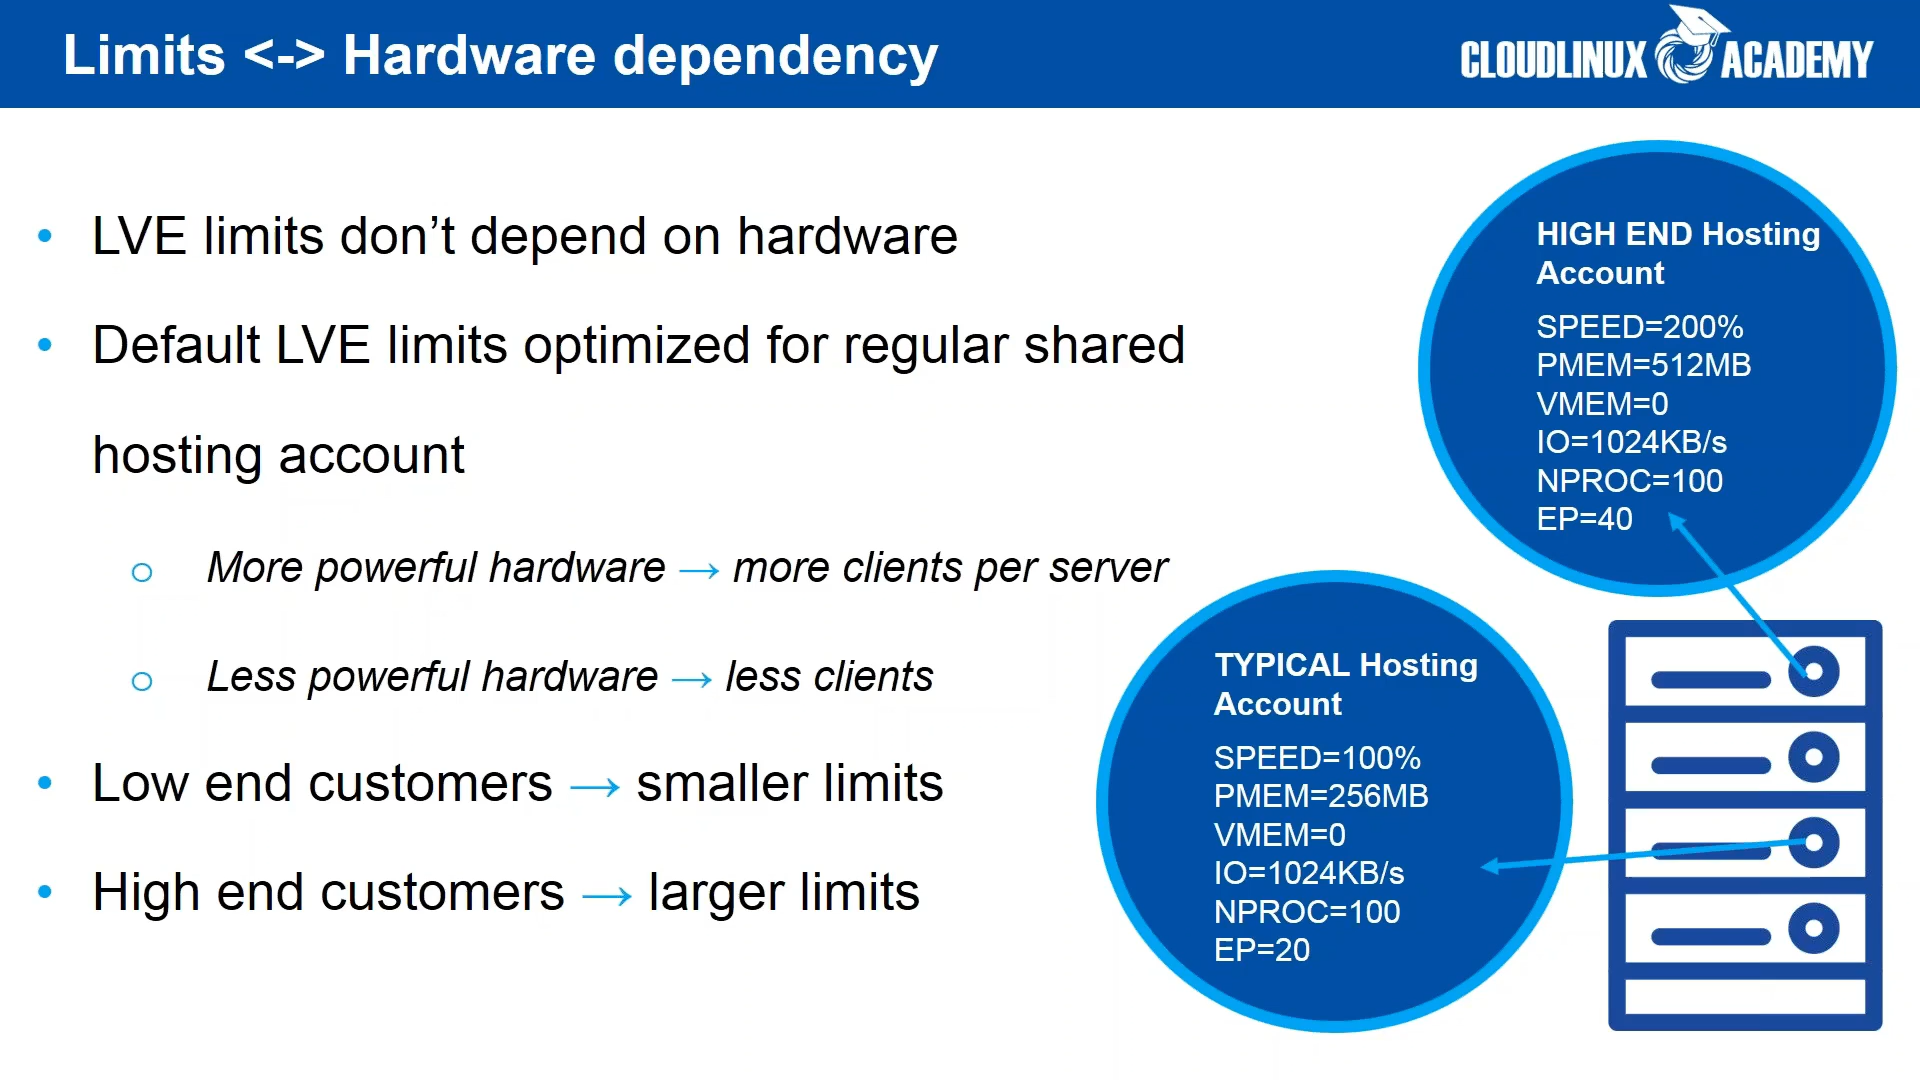 Limits <-> Hardware dependency
CLOUDLINUX ACADEMY
• LVE limits don’t depend on hardware
• Default LVE limits optimized for regular shared
hosting account
o More powerful hardware → more clients per server
o Less powerful hardware → less clients
• Low end customers → smaller limits
• High end customers → larger limits
HIGH END Hosting
Account
SPEED=200%
PMEM=512MB
VMEM=0
IO=1024KB/s
NPROC=100
EP=40
TYPICAL Hosting
Account
SPEED=100%
PMEM=256MB
VMEM=0
IO=1024KB/s
NPROC=100
EP=20